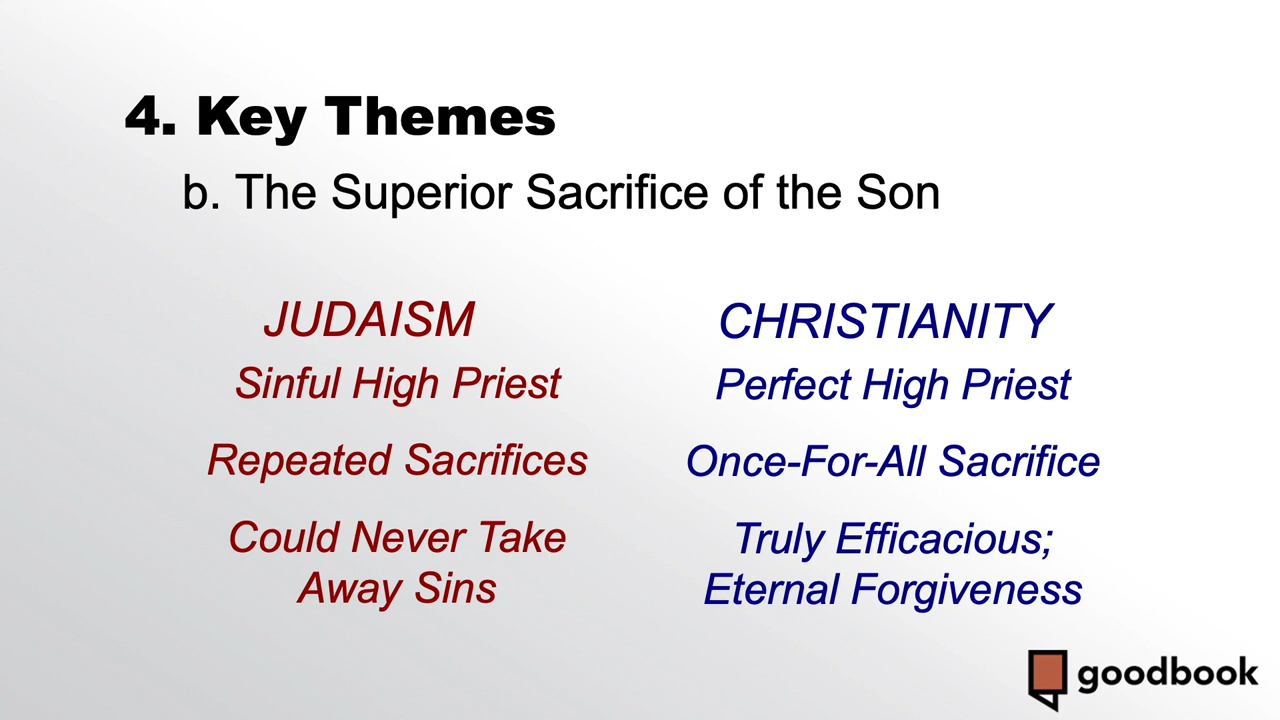 4. Key Themes
b. The Superior Sacrifice of the Son
JUDAISM
Sinful High Priest
Repeated Sacrifices
Could Never Take
Away Sins
CHRISTIANITY
Perfect High Priest
Once-For-All Sacrifice
Truly Efficacious;
Eternal Forgiveness
goodbook